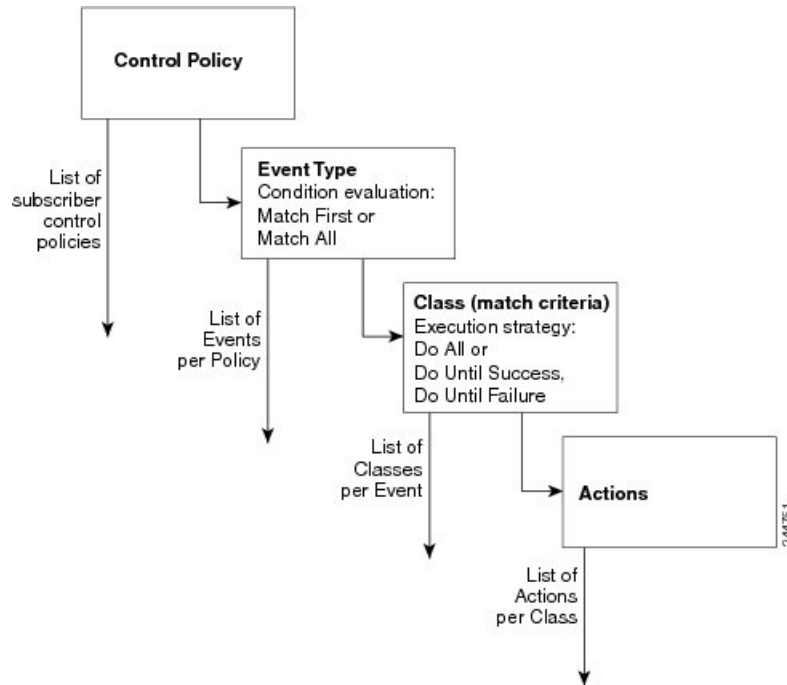 Control Policy
List of
subscriber
control
policies
Event Type
Condition evaluation:
Match First or
Match All
List of
Events
per Policy
Class (match criteria)
Execution strategy:
Do All or
Do Until Success,
Do Until Failure
List of
Classes
per Event
Actions
List of
Actions
per Class